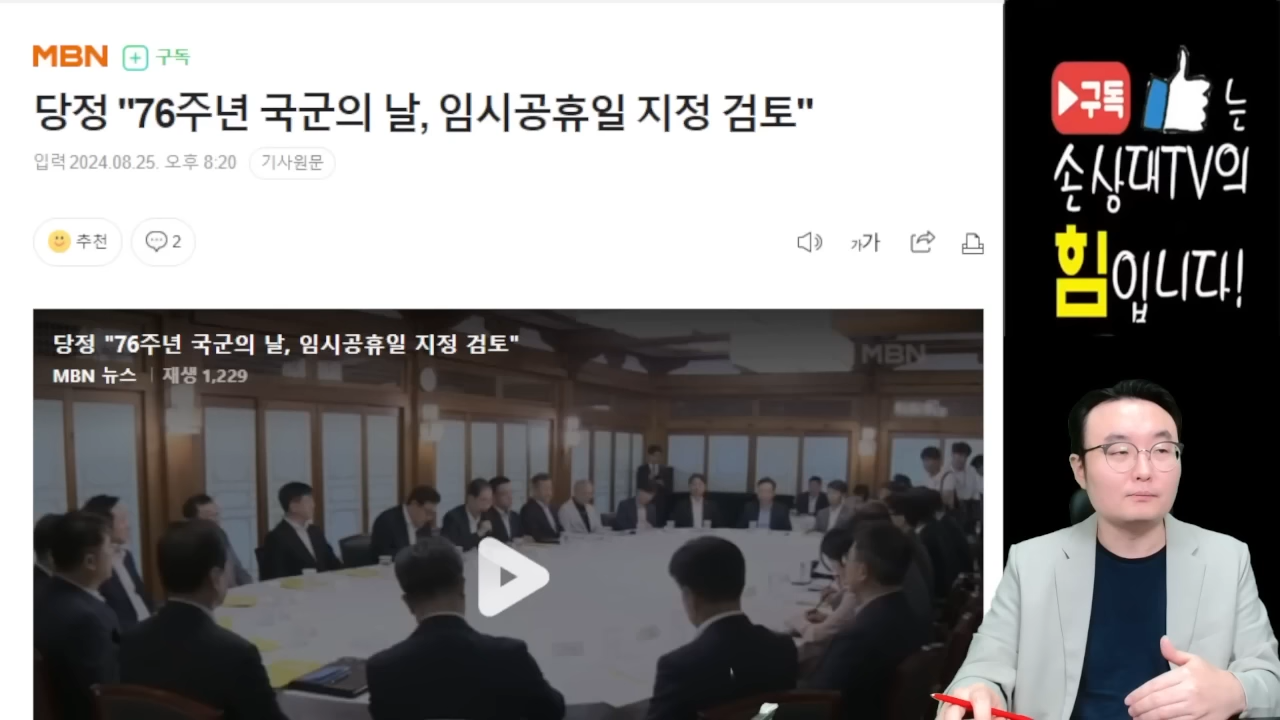 MBN 구독
당정 "76주년 국군의 날, 임시공휴일 지정 검토"
입력 2024.08.25. 오후 8:20 기사원문
추천 2 가가
당정 "76주년 국군의 날, 임시공휴일 지정 검토"
MBN 뉴스 재생 1,229
MBN
구독 는
손상대TV의
힘입니다!